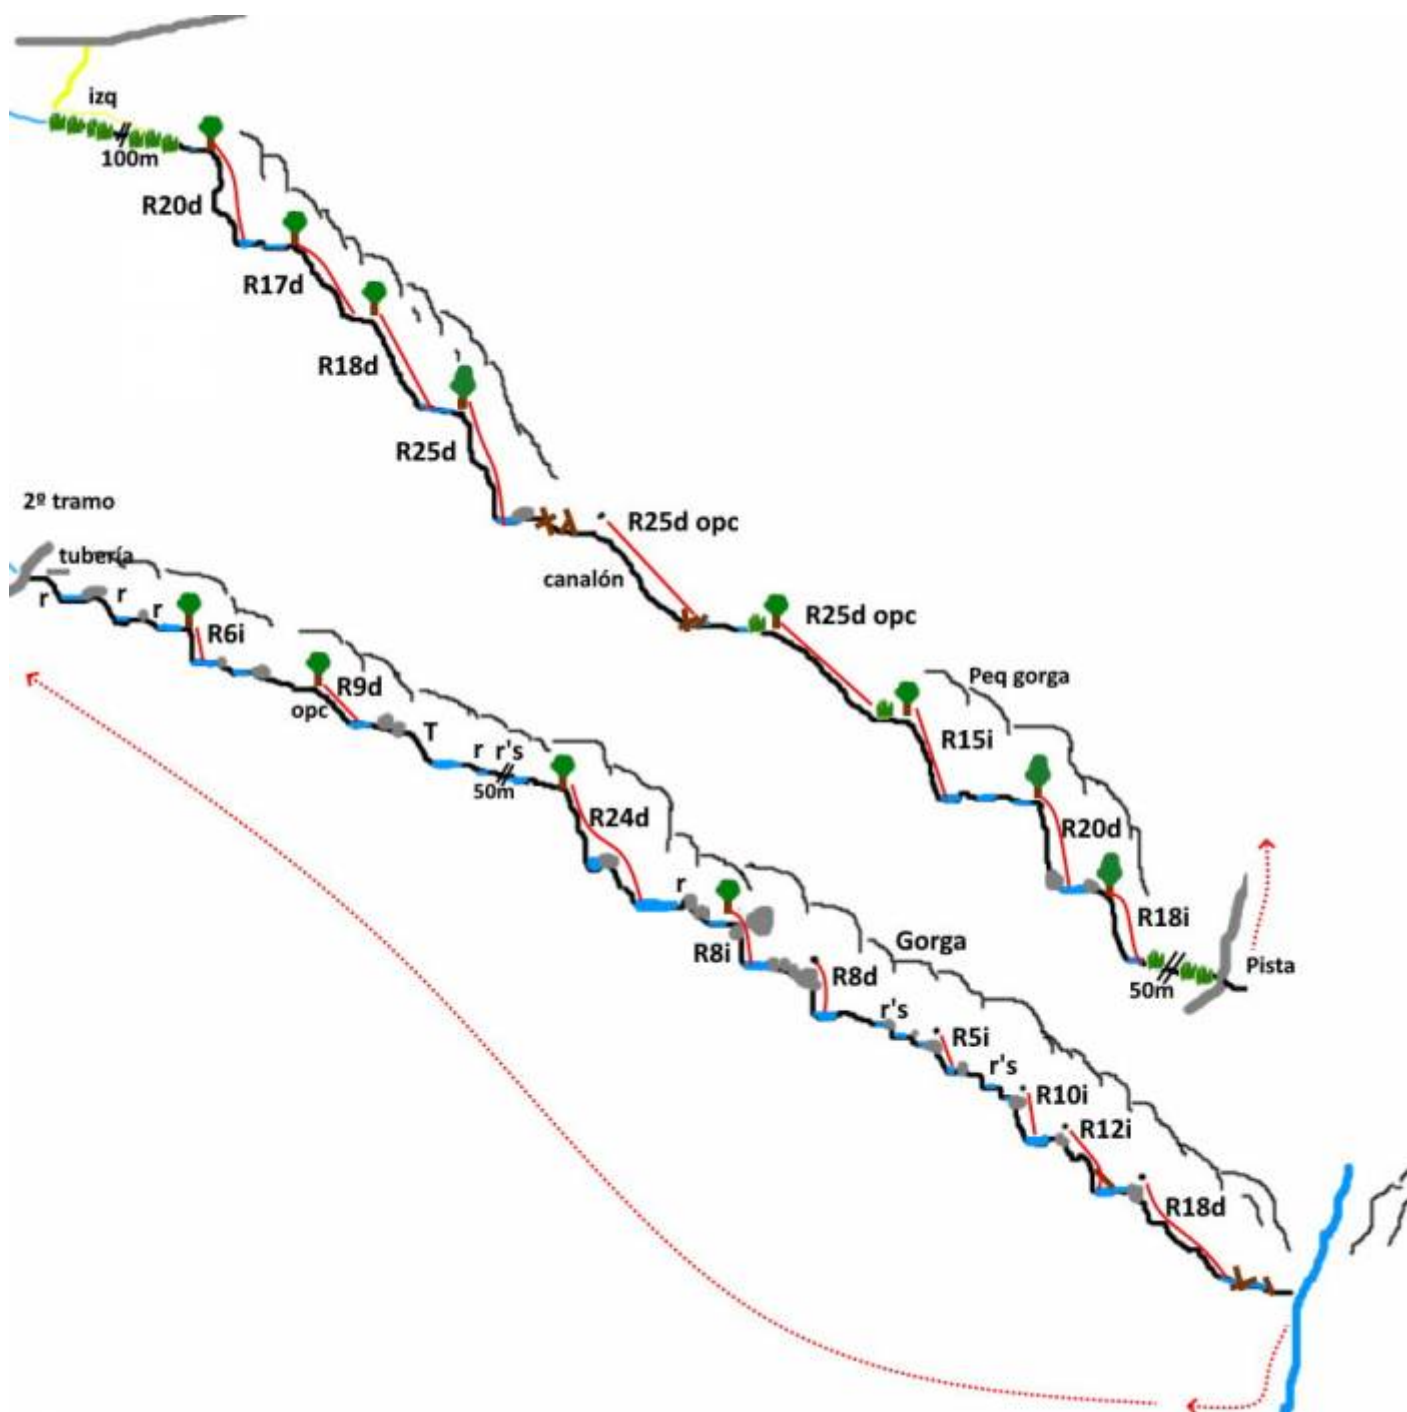 izq
100m
R20d
R17d
R18d
R25d
R25d opc
canalón
R25d opc
Peq gorga
R15i
R20d
R18i
50m
Pista
2º tramo
tubería
r
r
r
R6i
R9d
opc
T
r r's
50m
R24d
r
R8i
Gorga
R8d
r's
R5i
r's
R10i
R12i
R18d